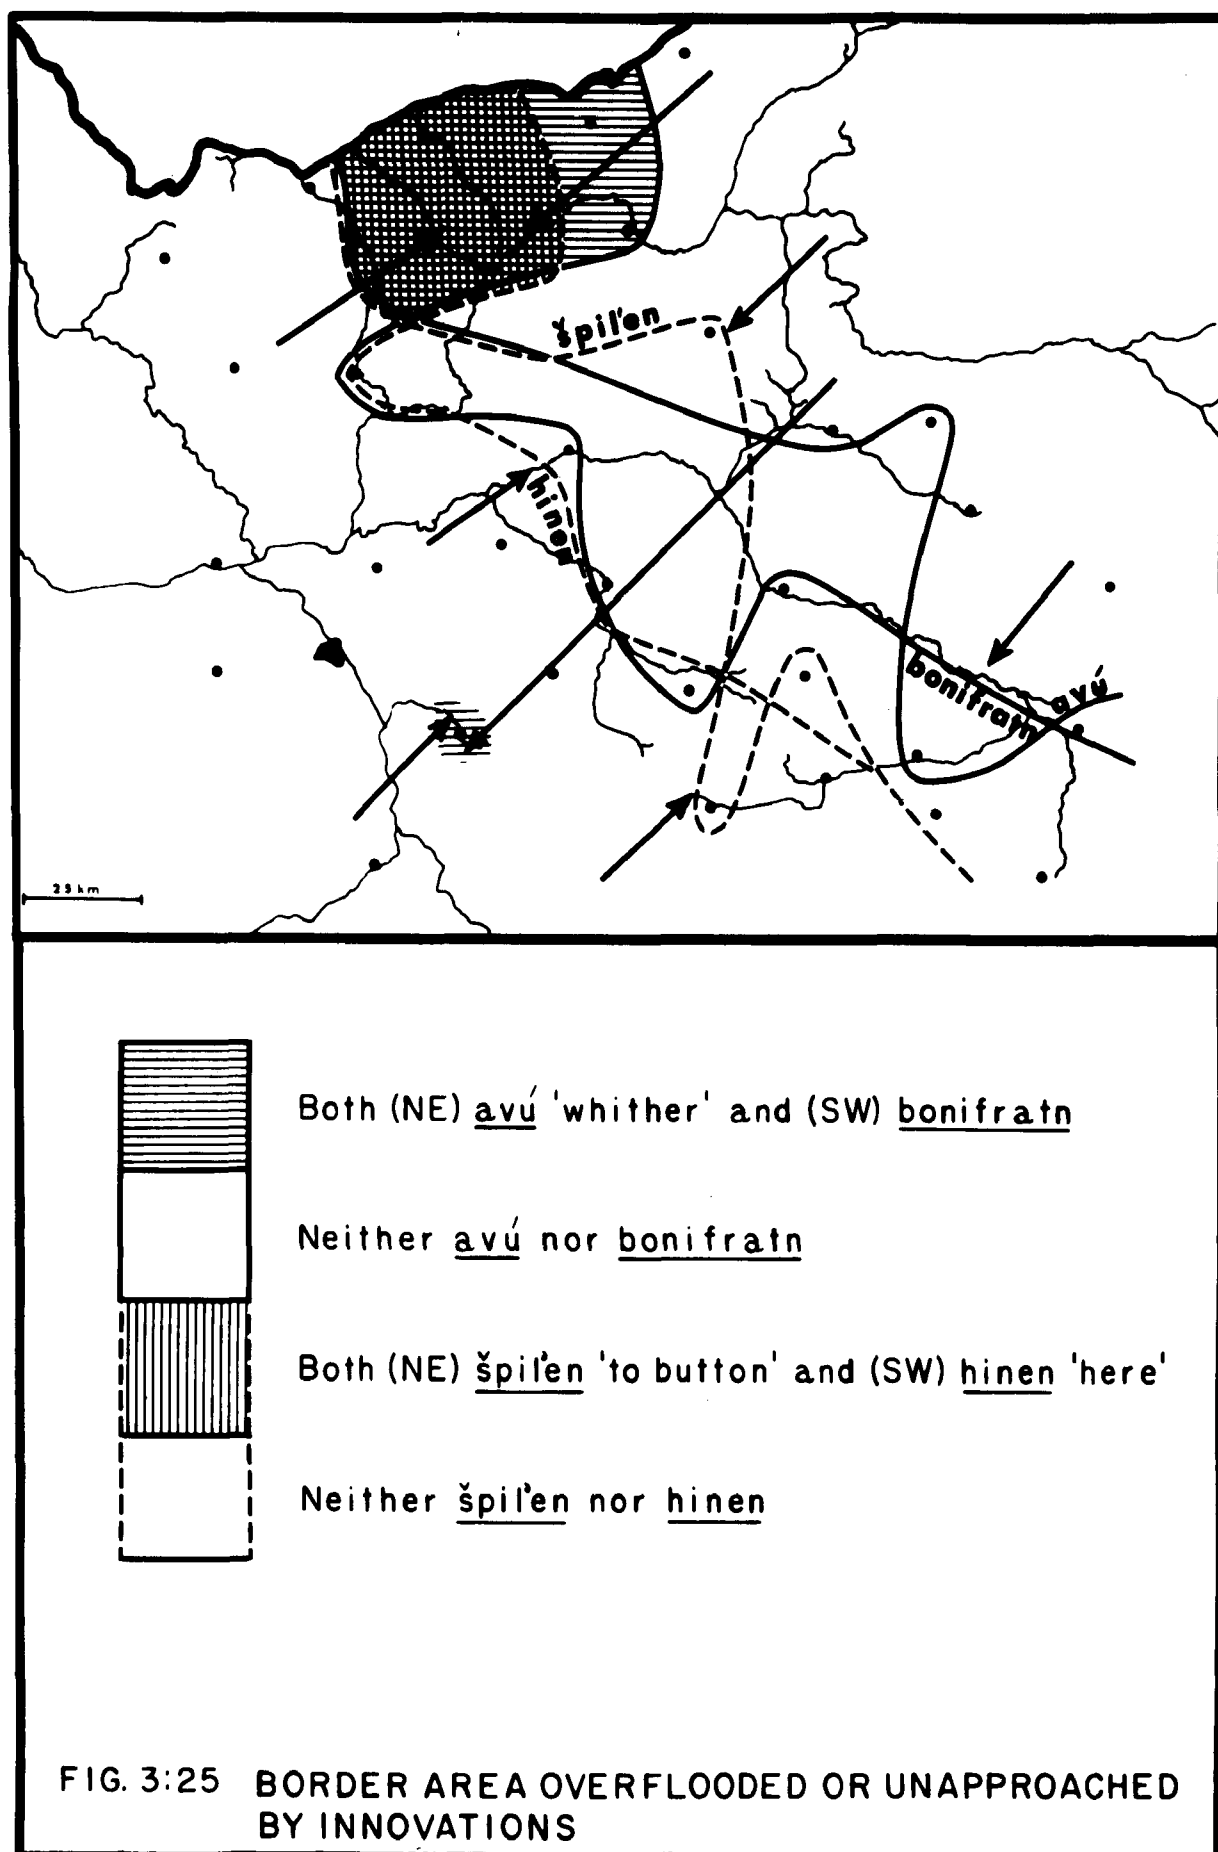 špil'en
hinen
bonifratn
avú
25 km
Both (NE) avú 'whither' and (SW) bonifratn
Neither avú nor bonifratn
Both (NE) špil'en 'to button' and (SW) hinen 'here'
Neither špil'en nor hinen
FIG. 3:25 BORDER AREA OVERFLOODED OR UNAPPROACHED
BY INNOVATIONS